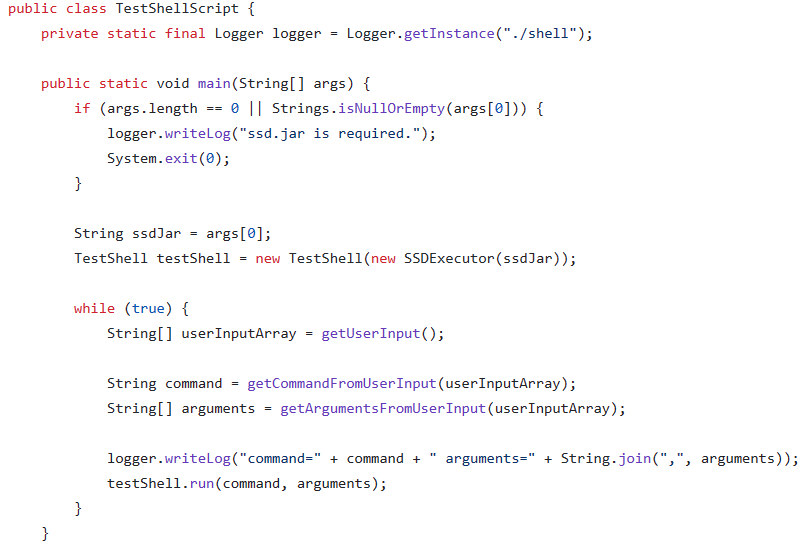 public class TestShellScript {
    private static final Logger logger = Logger.getInstance("./shell");

    public static void main(String[] args) {
        if (args.length == 0 || Strings.isNullOrEmpty(args[0])) {
            logger.writeLog("ssd.jar is required.");
            System.exit(0);
        }

        String ssdJar = args[0];
        TestShell testShell = new TestShell(new SSDExecutor(ssdJar));

        while (true) {
            String[] userInputArray = getUserInput();

            String command = getCommandFromUserInput(userInputArray);
            String[] arguments = getArgumentsFromUserInput(userInputArray);

            logger.writeLog("command=" + command + " arguments=" + String.join(",", arguments));
            testShell.run(command, arguments);
        }
    }